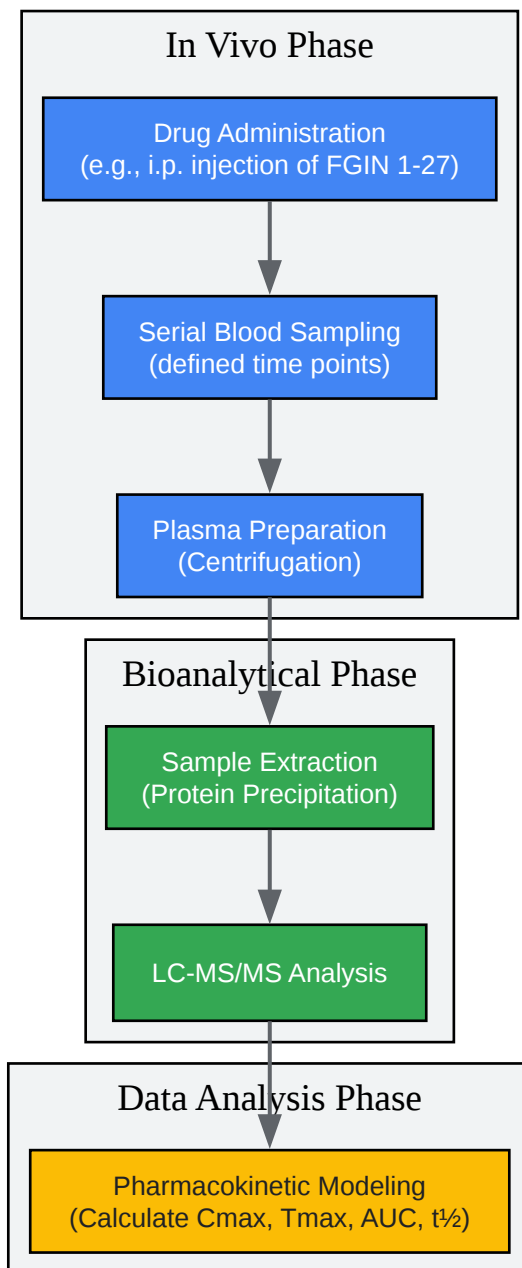 In Vivo Phase
Drug Administration
(e.g., i.p. injection of FGIN 1-27)
Serial Blood Sampling
(defined time points)
Plasma Preparation
(Centrifugation)
Bioanalytical Phase
Sample Extraction
(Protein Precipitation)
LC-MS/MS Analysis
Data Analysis Phase
Pharmacokinetic Modeling
(Calculate Cmax, Tmax, AUC, t½)